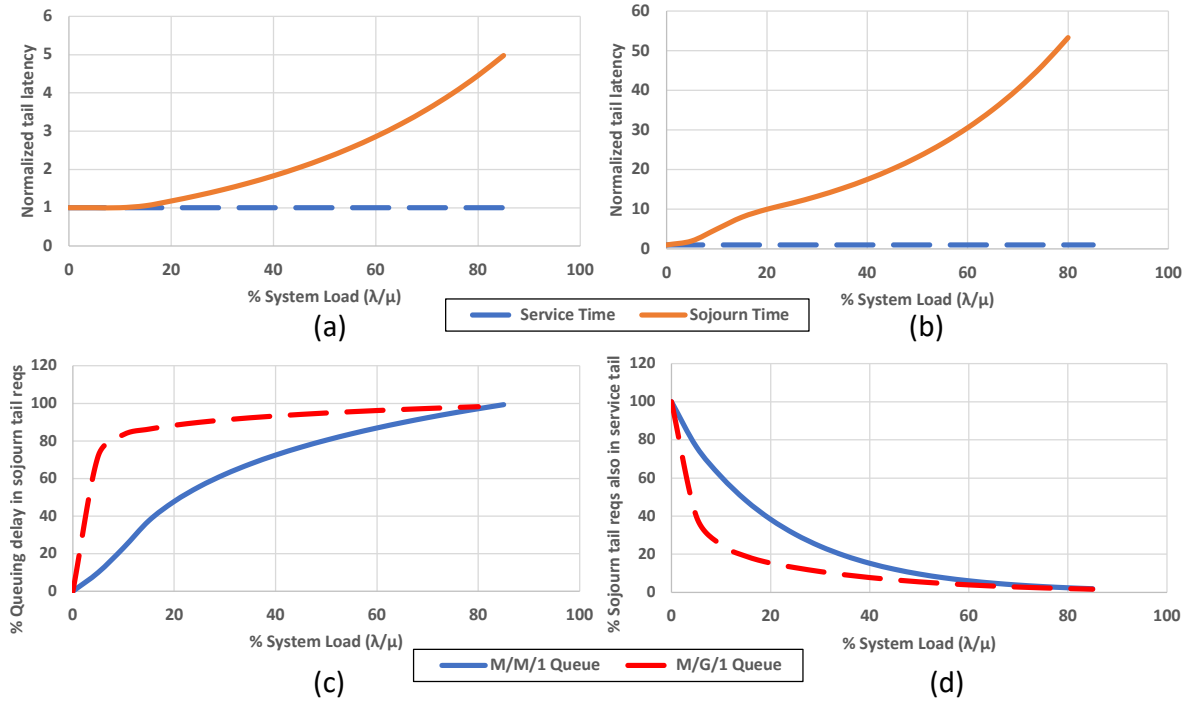 Normalized tail latency
6
5
4
3
2
1
0
0 20 40 60 80 100
% System Load (λ/μ)
(a)
Normalized tail latency
60
50
40
30
20
10
0
0 20 40 60 80 100
% System Load (λ/μ)
(b)
Service Time Sojourn Time
% Queuing delay in sojourn tail reqs
120
100
80
60
40
20
0
0 20 40 60 80 100
% System Load (λ/μ)
(c)
% Sojourn tail reqs also in service tail
120
100
80
60
40
20
0
0 20 40 60 80 100
% System Load (λ/μ)
(d)
M/M/1 Queue M/G/1 Queue